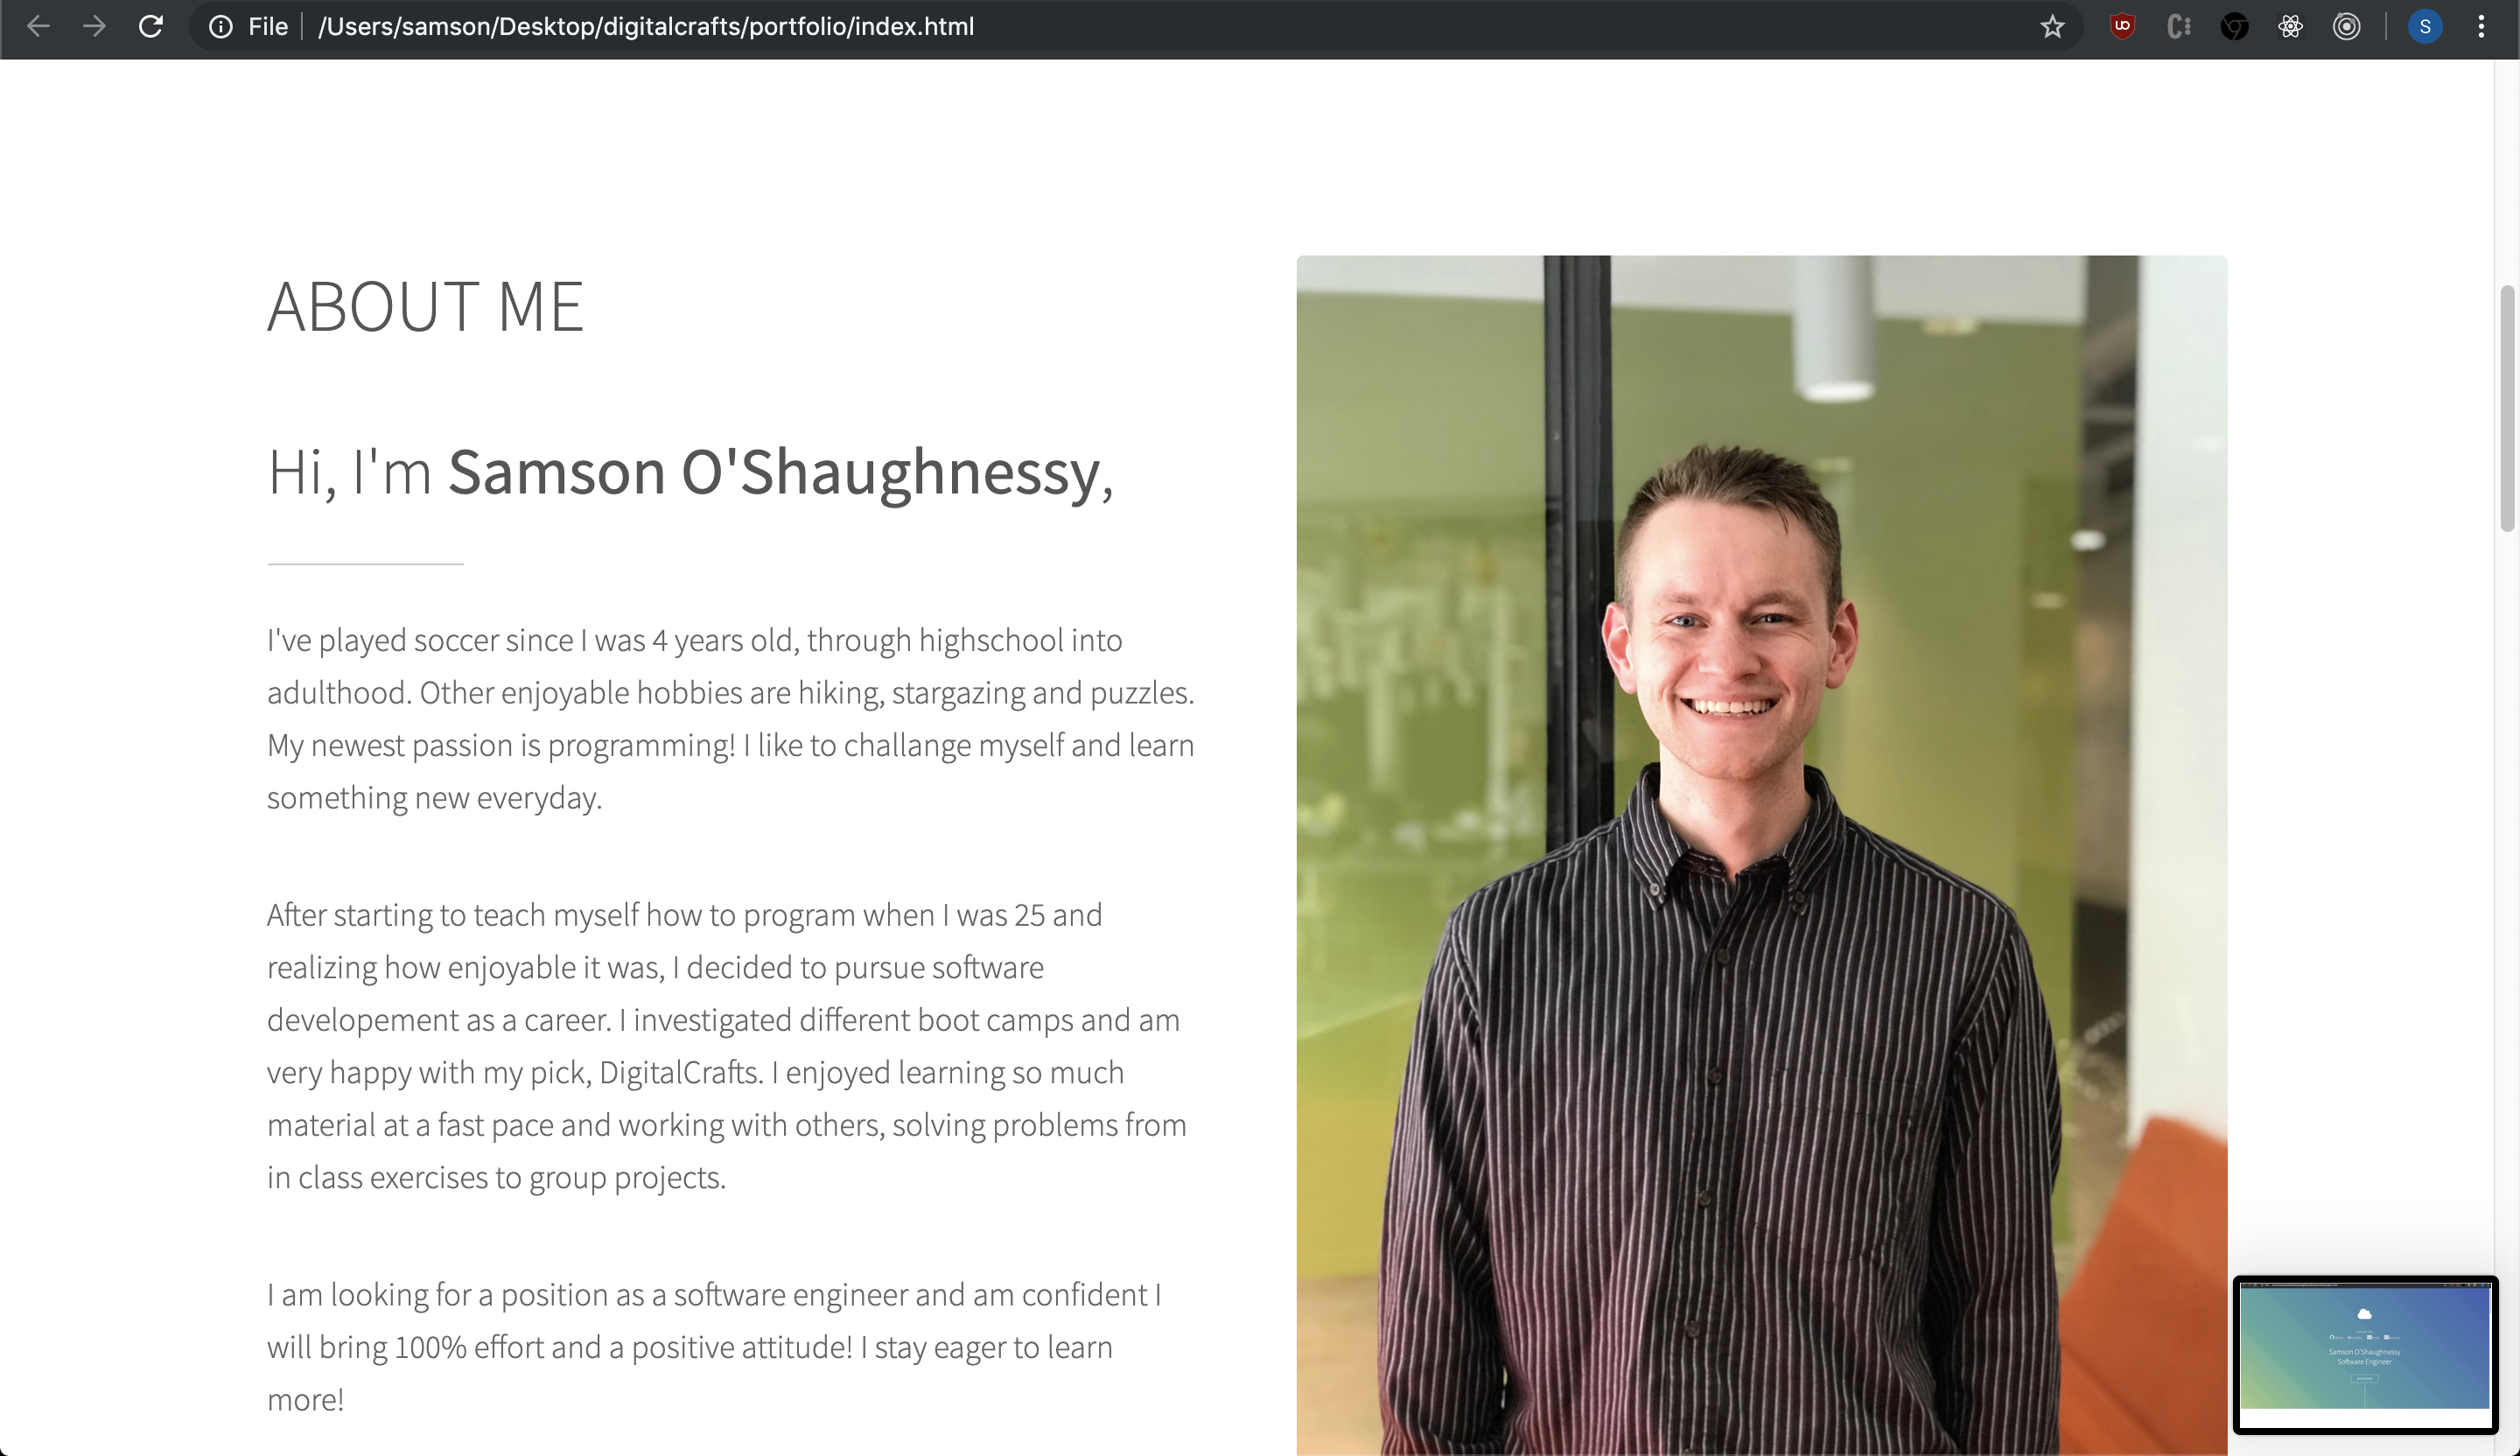 File /Users/samson/Desktop/digitalcrafts/portfolio/index.html
S
ABOUT ME
Hi, I'm Samson O'Shaughnessy,
I've played soccer since I was 4 years old, through highschool into
adulthood. Other enjoyable hobbies are hiking, stargazing and puzzles.
My newest passion is programming! I like to challange myself and learn
something new everyday.
After starting to teach myself how to program when I was 25 and
realizing how enjoyable it was, I decided to pursue software
developement as a career. I investigated different boot camps and am
very happy with my pick, DigitalCrafts. I enjoyed learning so much
material at a fast pace and working with others, solving problems from
in class exercises to group projects.
I am looking for a position as a software engineer and am confident I
will bring 100% effort and a positive attitude! I stay eager to learn
more!
Samson O'Shaughnessy
Software Engineer